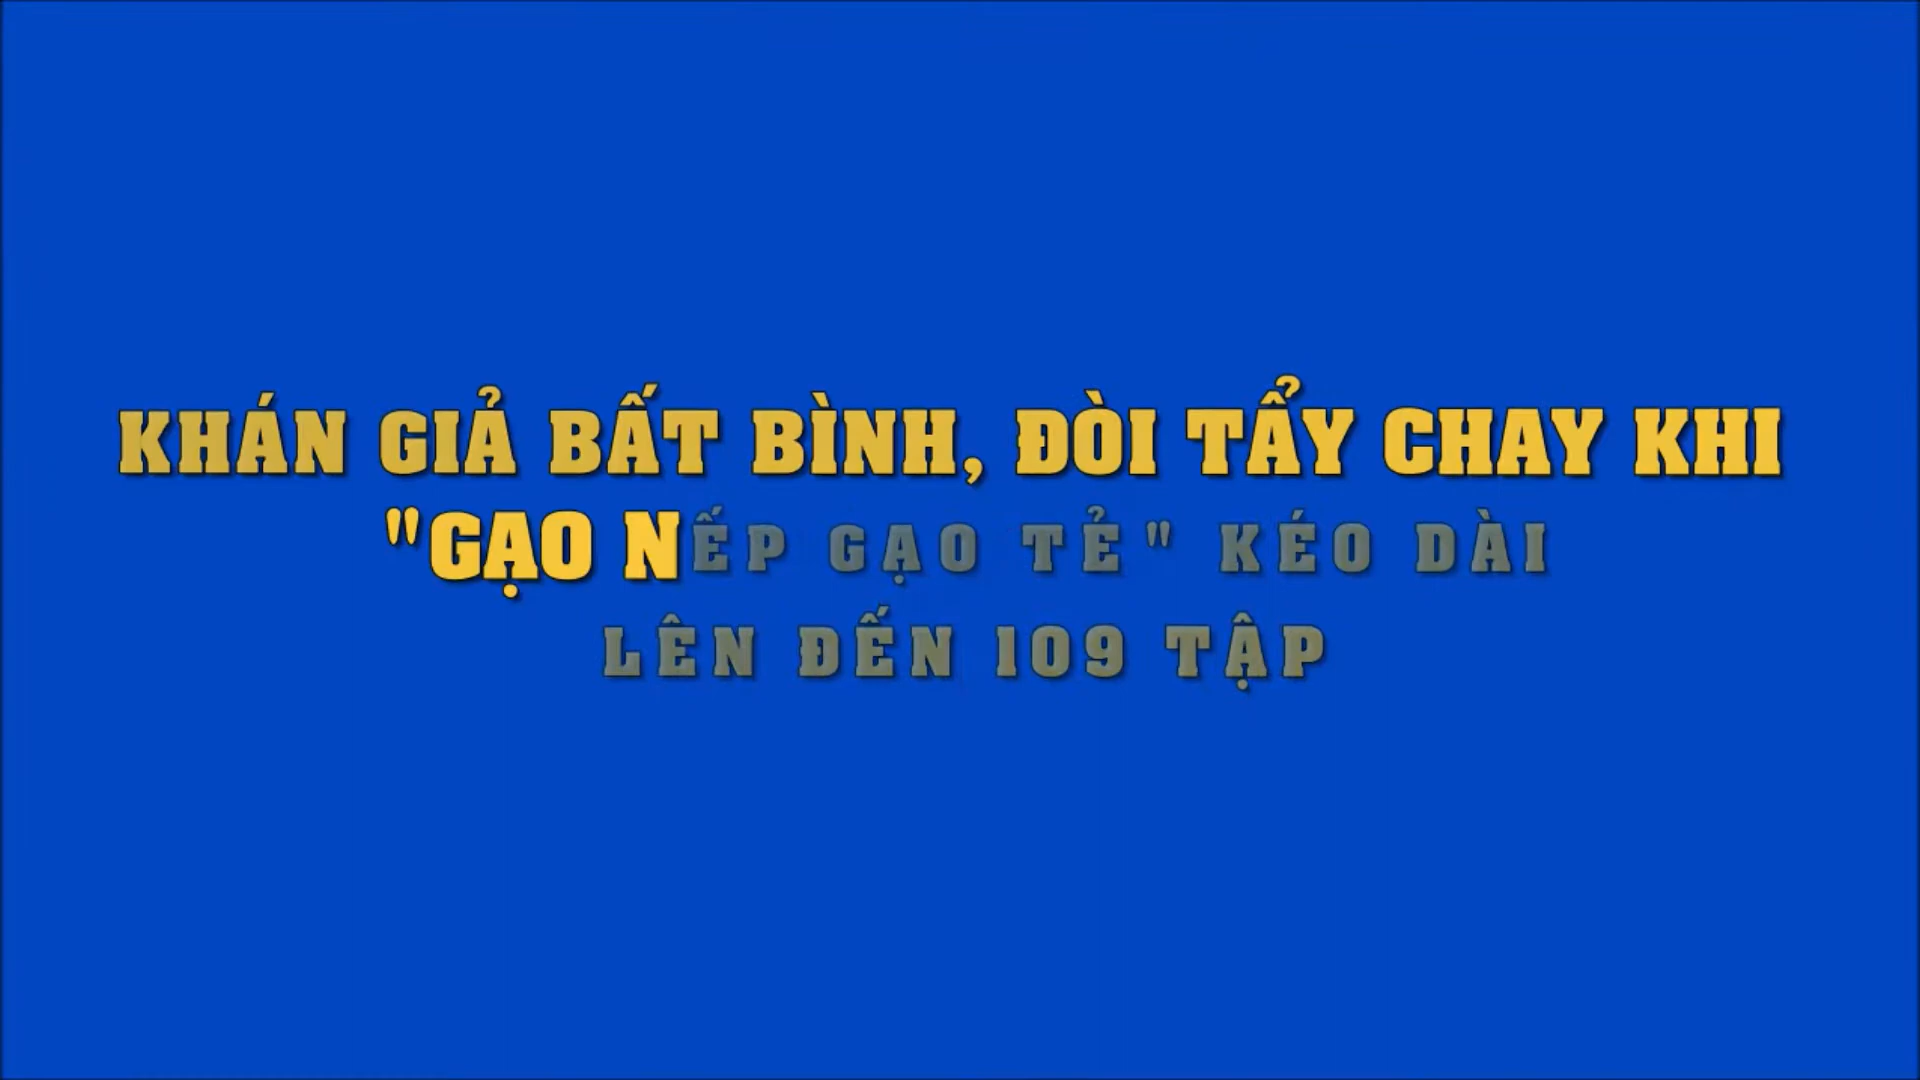 KHÁN GIẢ BẤT BÌNH, ĐÒI TẨY CHAY KHI
"GẠO NẾP GẠO TẺ" KÉO DÀI
LÊN ĐẾN 109 TẬP